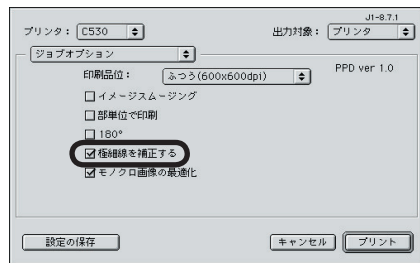 J1-8.7.1
プリンタ： C530 出力対象： プリンタ
ジョブオプション
印刷品位： ふつう(600x600dpi) PPD ver 1.0
イメージスムージング
部単位で印刷
180°
極細線を補正する
モノクロ画像の最適化
設定の保存 キャンセル プリント